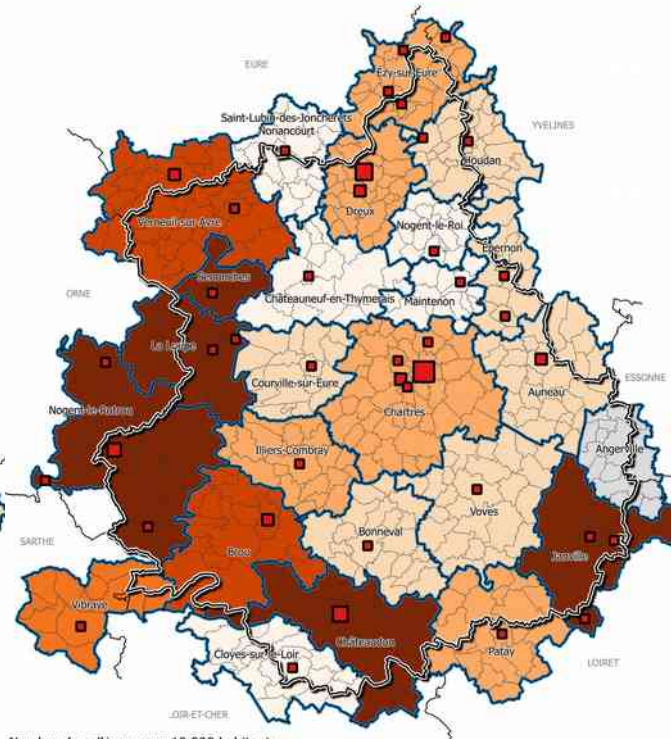 EURE
Ézy-sur-Eure
Saint-Lubin-des-Joncherets
Nonancourt
YVELINES
Houdan
Dreux
Verneuil-sur-Avre
Nogent-le-Roi
Épernon
Senonches
ORNE
Châteauneuf-en-Thymerais
Maintenon
La Loupe
Courville-sur-Eure
ESSONNE
Auneau
Nogent-le-Rotrou
Chartres
Illiers-Combray
Angerville
Voves
SARTHE
Bonneval
Brou
Janville
Vibraye
Châteaudun
Cloyes-sur-le-Loir
Patay
LOIRET
LOIR-ET-CHER